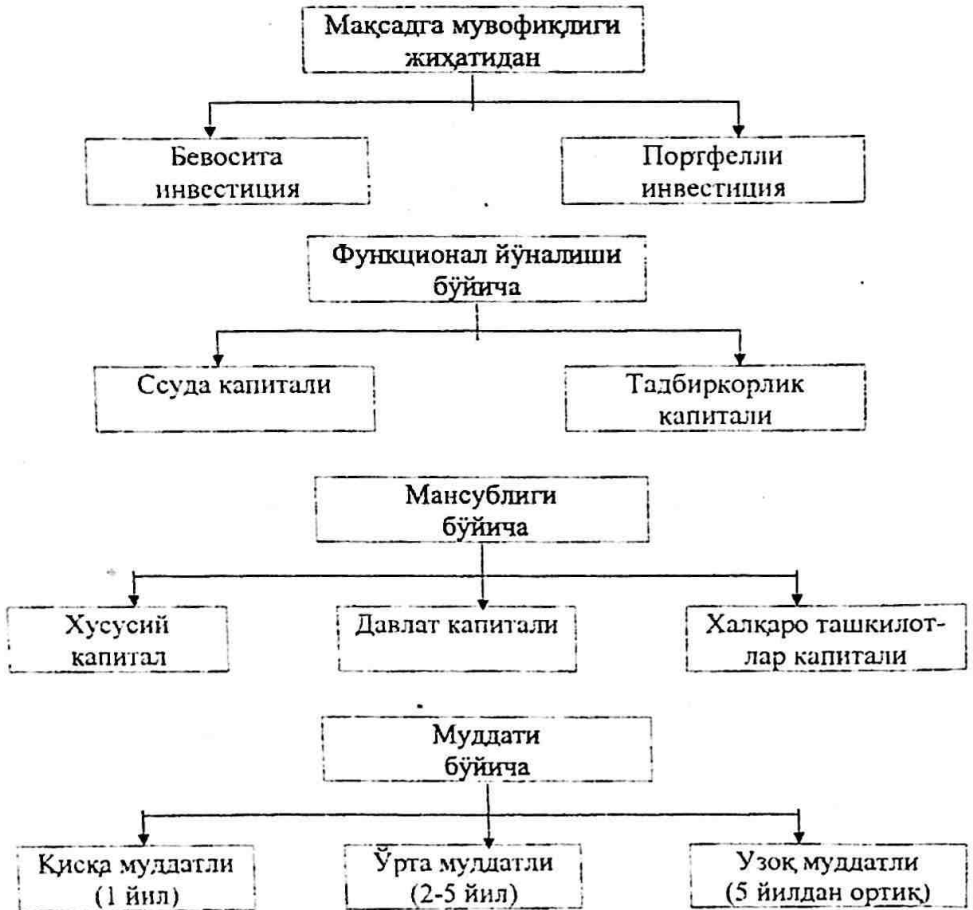 Мақсадга мувофиқлиги
жиҳатидан
Бевосита
инвестиция
Портфелли
инвестиция
Функционал йўналиши
бўйича
Ссуда капитали
Тадбиркорлик
капитали
Мансублиги
бўйича
Хусусий
капитал
Давлат капитали
Халқаро ташкилот-
лар капитали
Муддати
бўйича
Қисқа муддатли
(1 йил)
Ўрта муддатли
(2-5 йил)
Узоқ муддатли
(5 йилдан ортиқ)